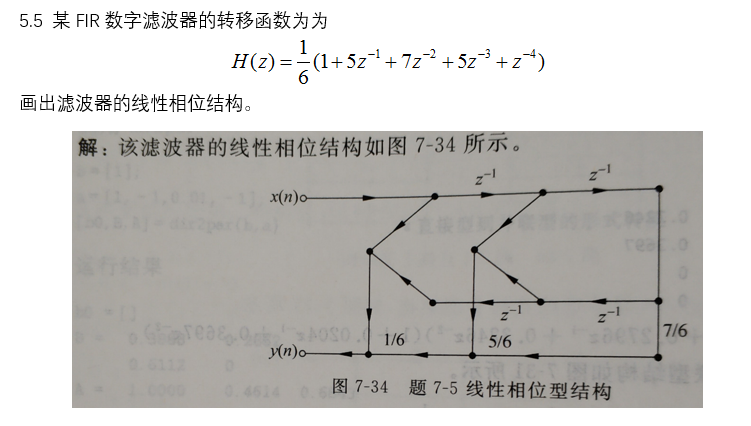 5.5 某 FIR 数字滤波器的转移函数为为
H(z) = \frac{1}{6}(1+5z^{-1}+7z^{-2}+5z^{-3}+z^{-4})
画出滤波器的线性相位结构。
解:该滤波器的线性相位结构如图 7-34 所示。
z^{-1} z^{-1}
x(n)
z^{-1} z^{-1}
1/6 5/6 7/6
y(n)
图 7-34 题 7-5 线性相位型结构